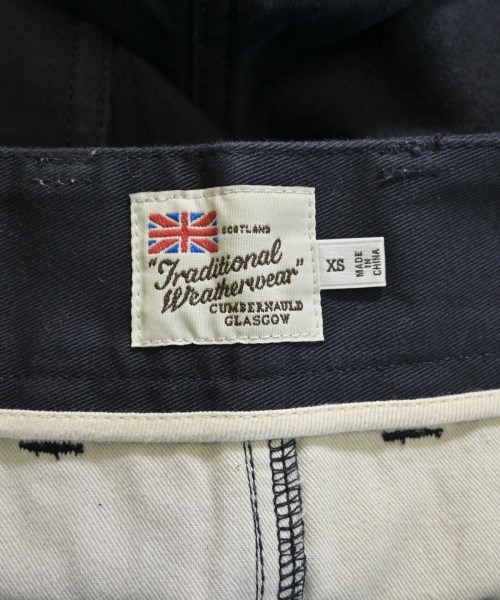 SCOTLAND
"Traditional
Weatherwear"
CUMBERNAULD
GLASGOW
XS
MADE
IN
CHINA